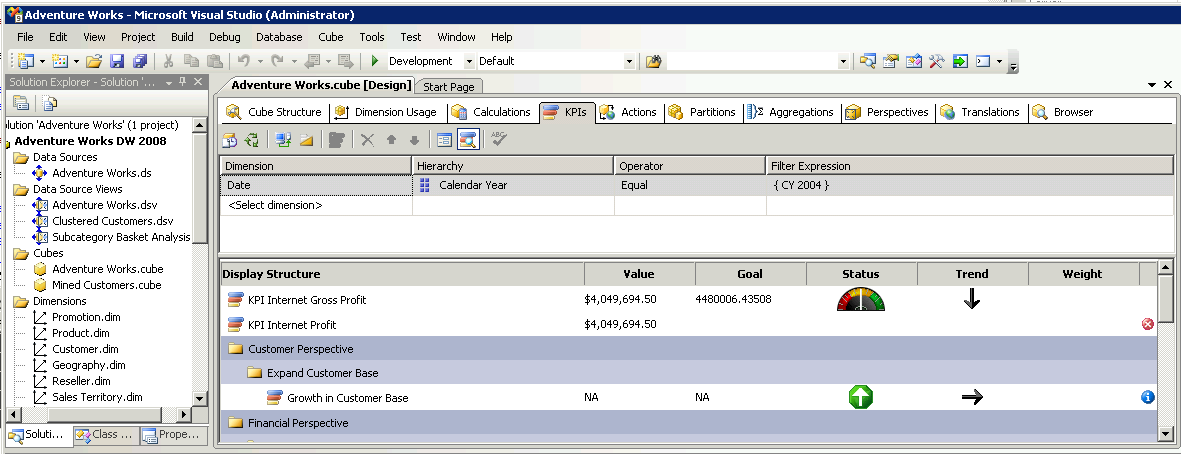 Adventure Works - Microsoft Visual Studio (Administrator)
File Edit View Project Build Debug Database Cube Tools Test Window Help
Development Default
Solution Explorer - Solution '...
Adventure Works.cube [Design] Start Page
Cube Structure Dimension Usage Calculations KPIs Actions Partitions Aggregations Perspectives Translations Browser
olution 'Adventure Works' (1 project)
Adventure Works DW 2008
Data Sources
Adventure Works.ds
Data Source Views
Adventure Works.dsv
Clustered Customers.dsv
Subcategory Basket Analysis
Cubes
Adventure Works.cube
Mined Customers.cube
Dimensions
Promotion.dim
Product.dim
Customer.dim
Geography.dim
Reseller.dim
Sales Territory.dim
Soluti... Class ... Prope...
ABC
Dimension Hierarchy Operator Filter Expression
Date Calendar Year Equal { CY 2004 }
<Select dimension>
Display Structure Value Goal Status Trend Weight
KPI Internet Gross Profit $4,049,694.50 4480006.43508
KPI Internet Profit $4,049,694.50
Customer Perspective
Expand Customer Base
Growth in Customer Base NA NA
Financial Perspective